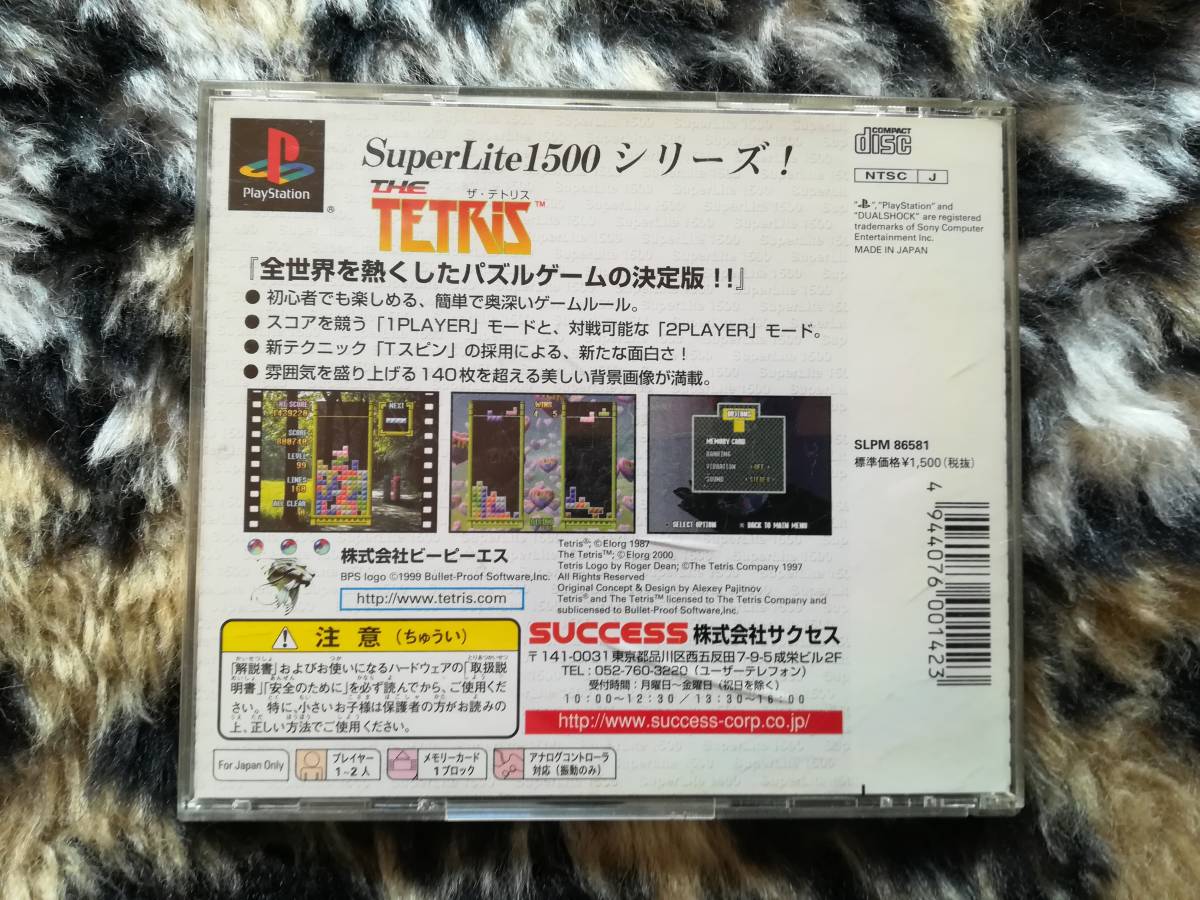 PlayStation
®
SuperLite1500 シリーズ!
THE
ザ・テトリス
TETRIS™
『全世界を熱くしたパズルゲームの決定版!!』
● 初心者でも楽しめる、簡単で奥深いゲームルール。
● スコアを競う「1PLAYER」モードと、対戦可能な「2PLAYER」モード。
● 新テクニック「Tスピン」の採用による、新たな面白さ!
● 雰囲気を盛り上げる140枚を超える美しい背景画像が満載。
COMPACT
disc
NTSC J
" ", "PlayStation" and
"DUALSHOCK" are registered
trademarks of Sony Computer
Entertainment Inc.
MADE IN JAPAN
SLPM 86581
標準価格¥1,500(税抜)
4 944076 001423
HI SCORE
SCORE
LEVEL
99
LINES
ALL CLEAR
NEXT
WINS
4 5
OPTIONS
MEMORY CARD
RANKING
VIBRATION OFF
SOUND STEREO
SELECT OPTION
BACK TO MAIN MENU
株式会社ビーピーエス
BPS logo ©1999 Bullet-Proof Software,Inc.
http://www.tetris.com
Tetris®; ©Elorg 1987
The Tetris™; ©Elorg 2000
Tetris Logo by Roger Dean; ©The Tetris Company 1997
All Rights Reserved
Original Concept & Design by Alexey Pajitnov
Tetris® and The Tetris™ licensed to The Tetris Company and
sublicensed to Bullet-Proof Software,Inc.
注意(ちゅうい)
「解説書」およびお使いになるハードウェアの「取扱説
明書」「安全のために」を必ず読んでから、ご使用くだ
さい。特に、小さいお子様は保護者の方がお読みの
上、正しい方法でご使用ください。
SUCCESS 株式会社サクセス
〒141-0031 東京都品川区西五反田7-9-5成栄ビル2F
TEL:052-760-3220(ユーザーテレフォン)
受付時間:月曜日~金曜日(祝日を除く)
10:00~12:30 / 13:30~16:00
http://www.success-corp.co.jp/
For Japan Only
プレイヤー
1~2人
メモリーカード
1ブロック
アナログコントローラ
対応(振動のみ)